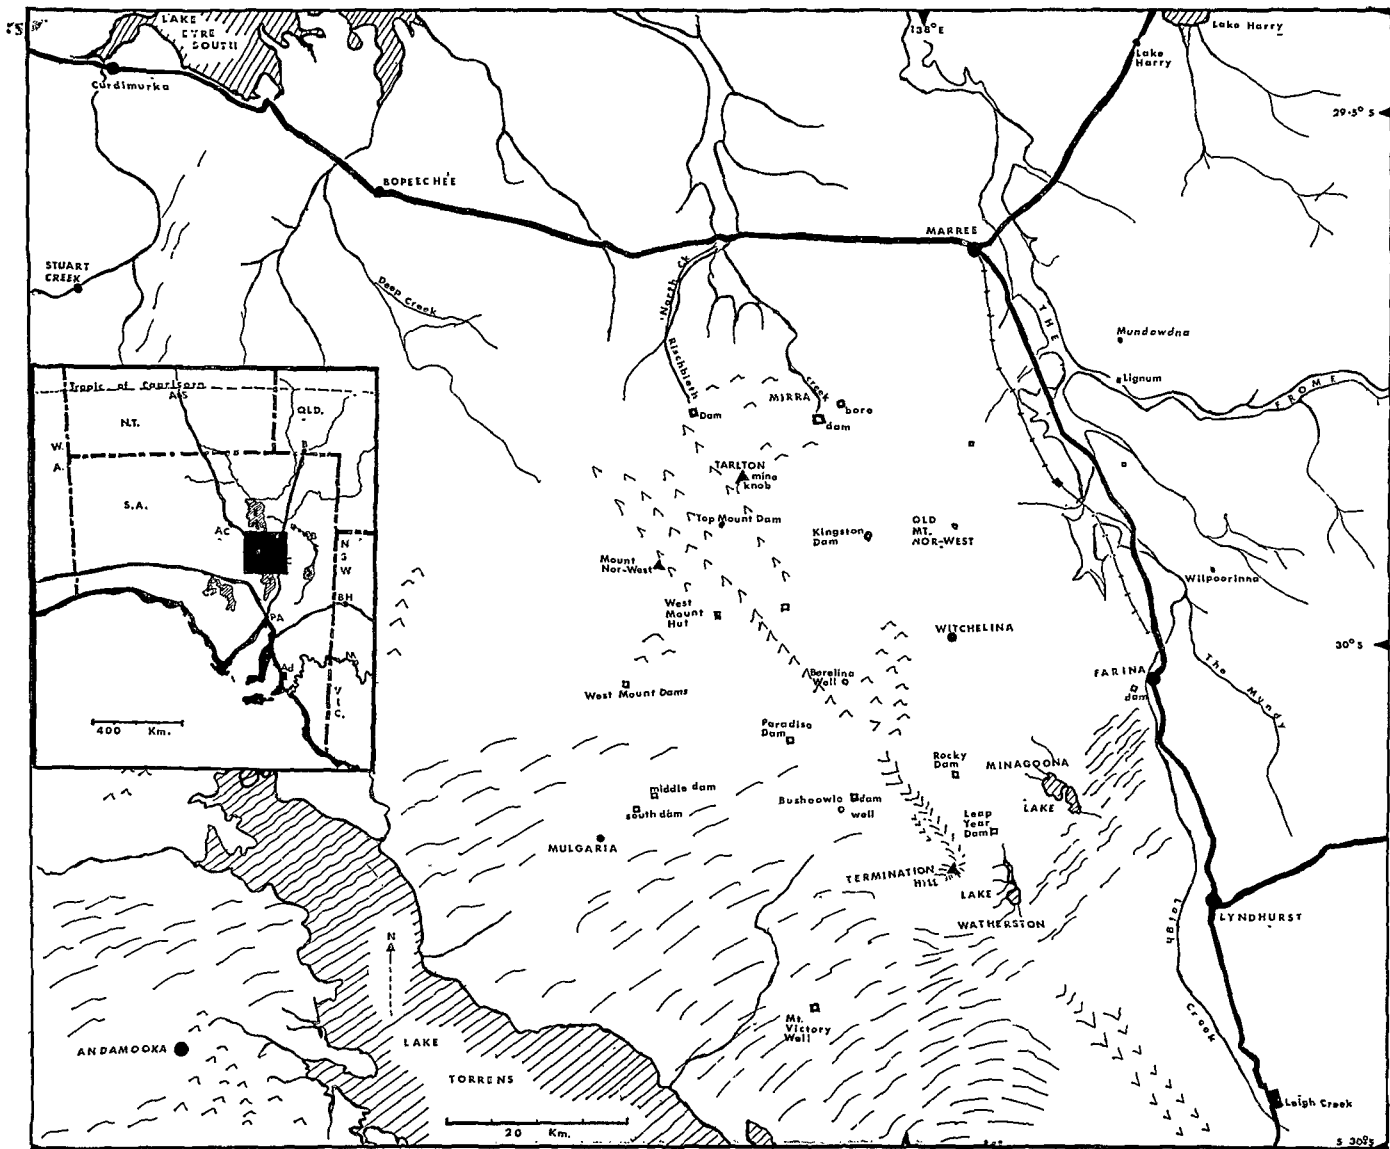 LAKE
EYRE
SOUTH
138°E
Lake Harry
Lake
Harry
Curdimurka
29·5° S
BOPEECHEE
MARREE
STUART
CREEK
Deep Creek
North Ck
Rischbieth
THE
Mundowdna
Lignum
FROME
MIRRA
creek
bore
Dam
dam
Tropic of Capricorn
A·S
N.T.
QLD.
W.
A.
B
S.A.
AC
N
S
W
BH
PA
Ad
M
V
I
C.
400 Km.
TARLTON
mine
knob
Top Mount Dam
Kingston
Dam
OLD
MT.
NOR-WEST
Mount
Nor-West
Wilpoorinna
West
Mount
Hut
WITCHELINA
30° S
The Mundy
FARINA
dam
Berelina
Well
West Mount Dams
Paradise
Dam
Rocky
Dam
MINAGOONA
LAKE
middle dam
south dam
Bushoowie
dam
well
Leap
Year
Dam
MULGARIA
TERMINATION
HILL
LAKE
WATHERSTON
LYNDHURST
Leigh
Creek
N
Mt.
Victory
Well
ANDAMOOKA
LAKE
TORRENS
20 Km.
Leigh Creek